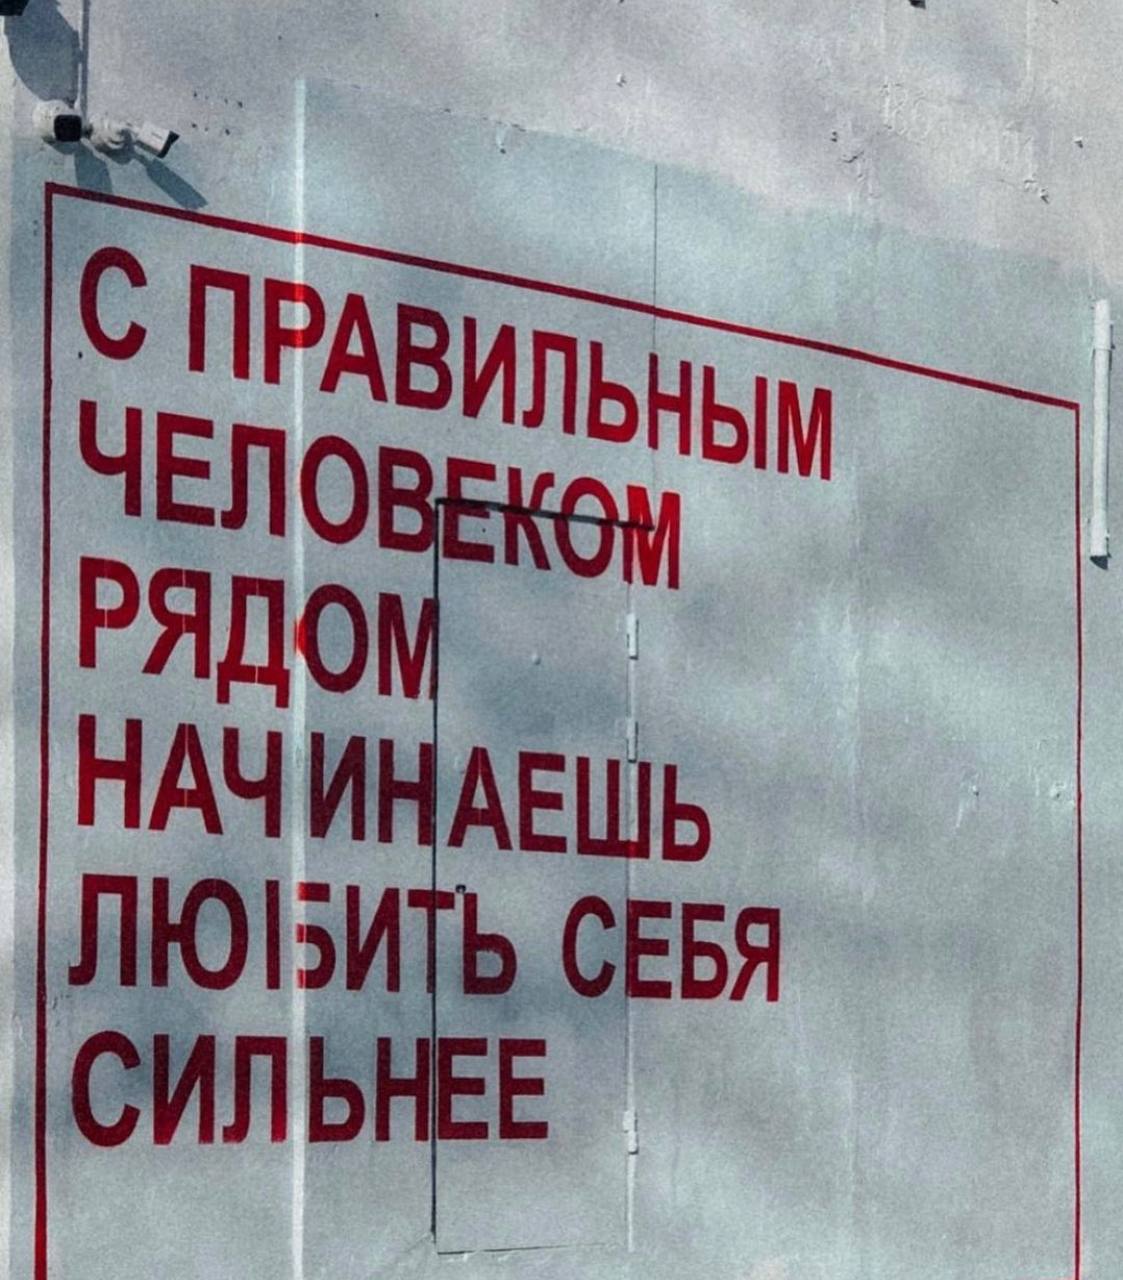 С ПРАВИЛЬНЫМ
ЧЕЛОВЕКОМ
РЯДОМ
НАЧИНАЕШЬ
ЛЮБИТЬ СЕБЯ
СИЛЬНЕЕ